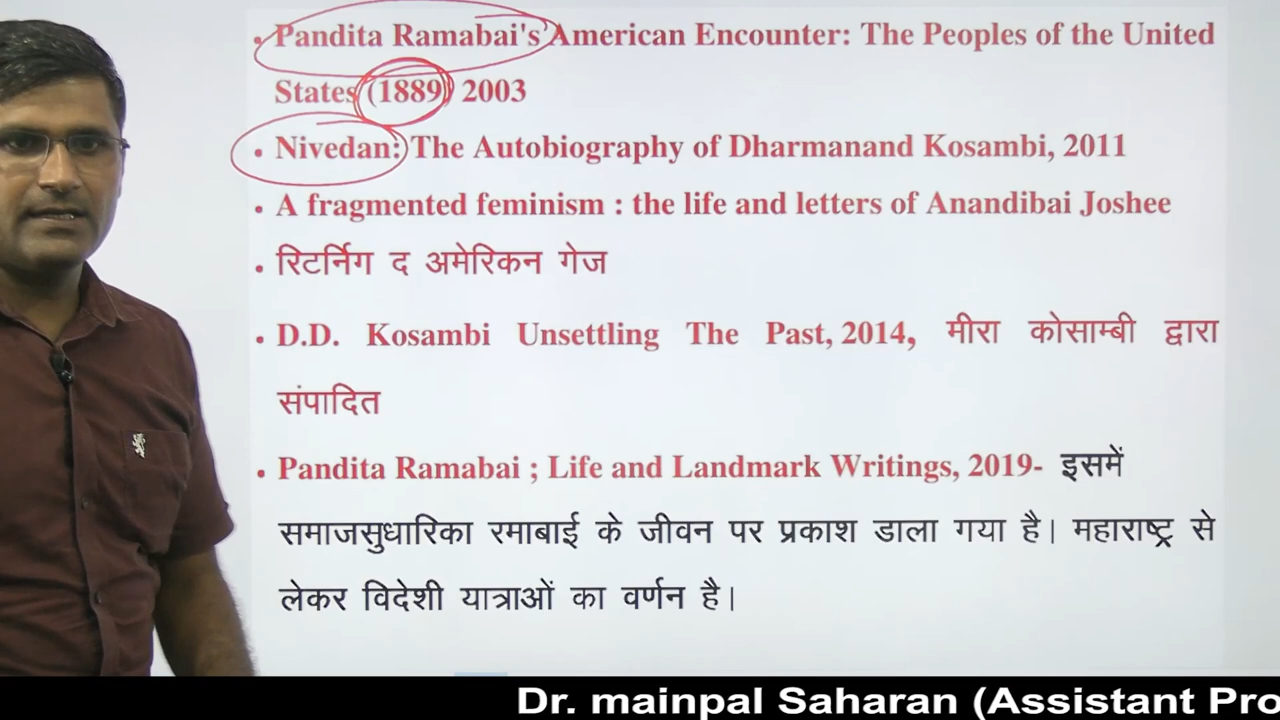 • Pandita Ramabai's American Encounter: The Peoples of the United
States (1889) 2003
• Nivedan: The Autobiography of Dharmanand Kosambi, 2011
• A fragmented feminism : the life and letters of Anandibai Joshee
• रिटर्निग द अमेरिकन गेज
• D.D. Kosambi Unsettling The Past, 2014, मीरा कोसाम्बी द्वारा
संपादित
• Pandita Ramabai ; Life and Landmark Writings, 2019- इसमें
समाजसुधारिका रमाबाई के जीवन पर प्रकाश डाला गया है। महाराष्ट्र से
लेकर विदेशी यात्राओं का वर्णन है।
Dr. mainpal Saharan (Assistant Pro